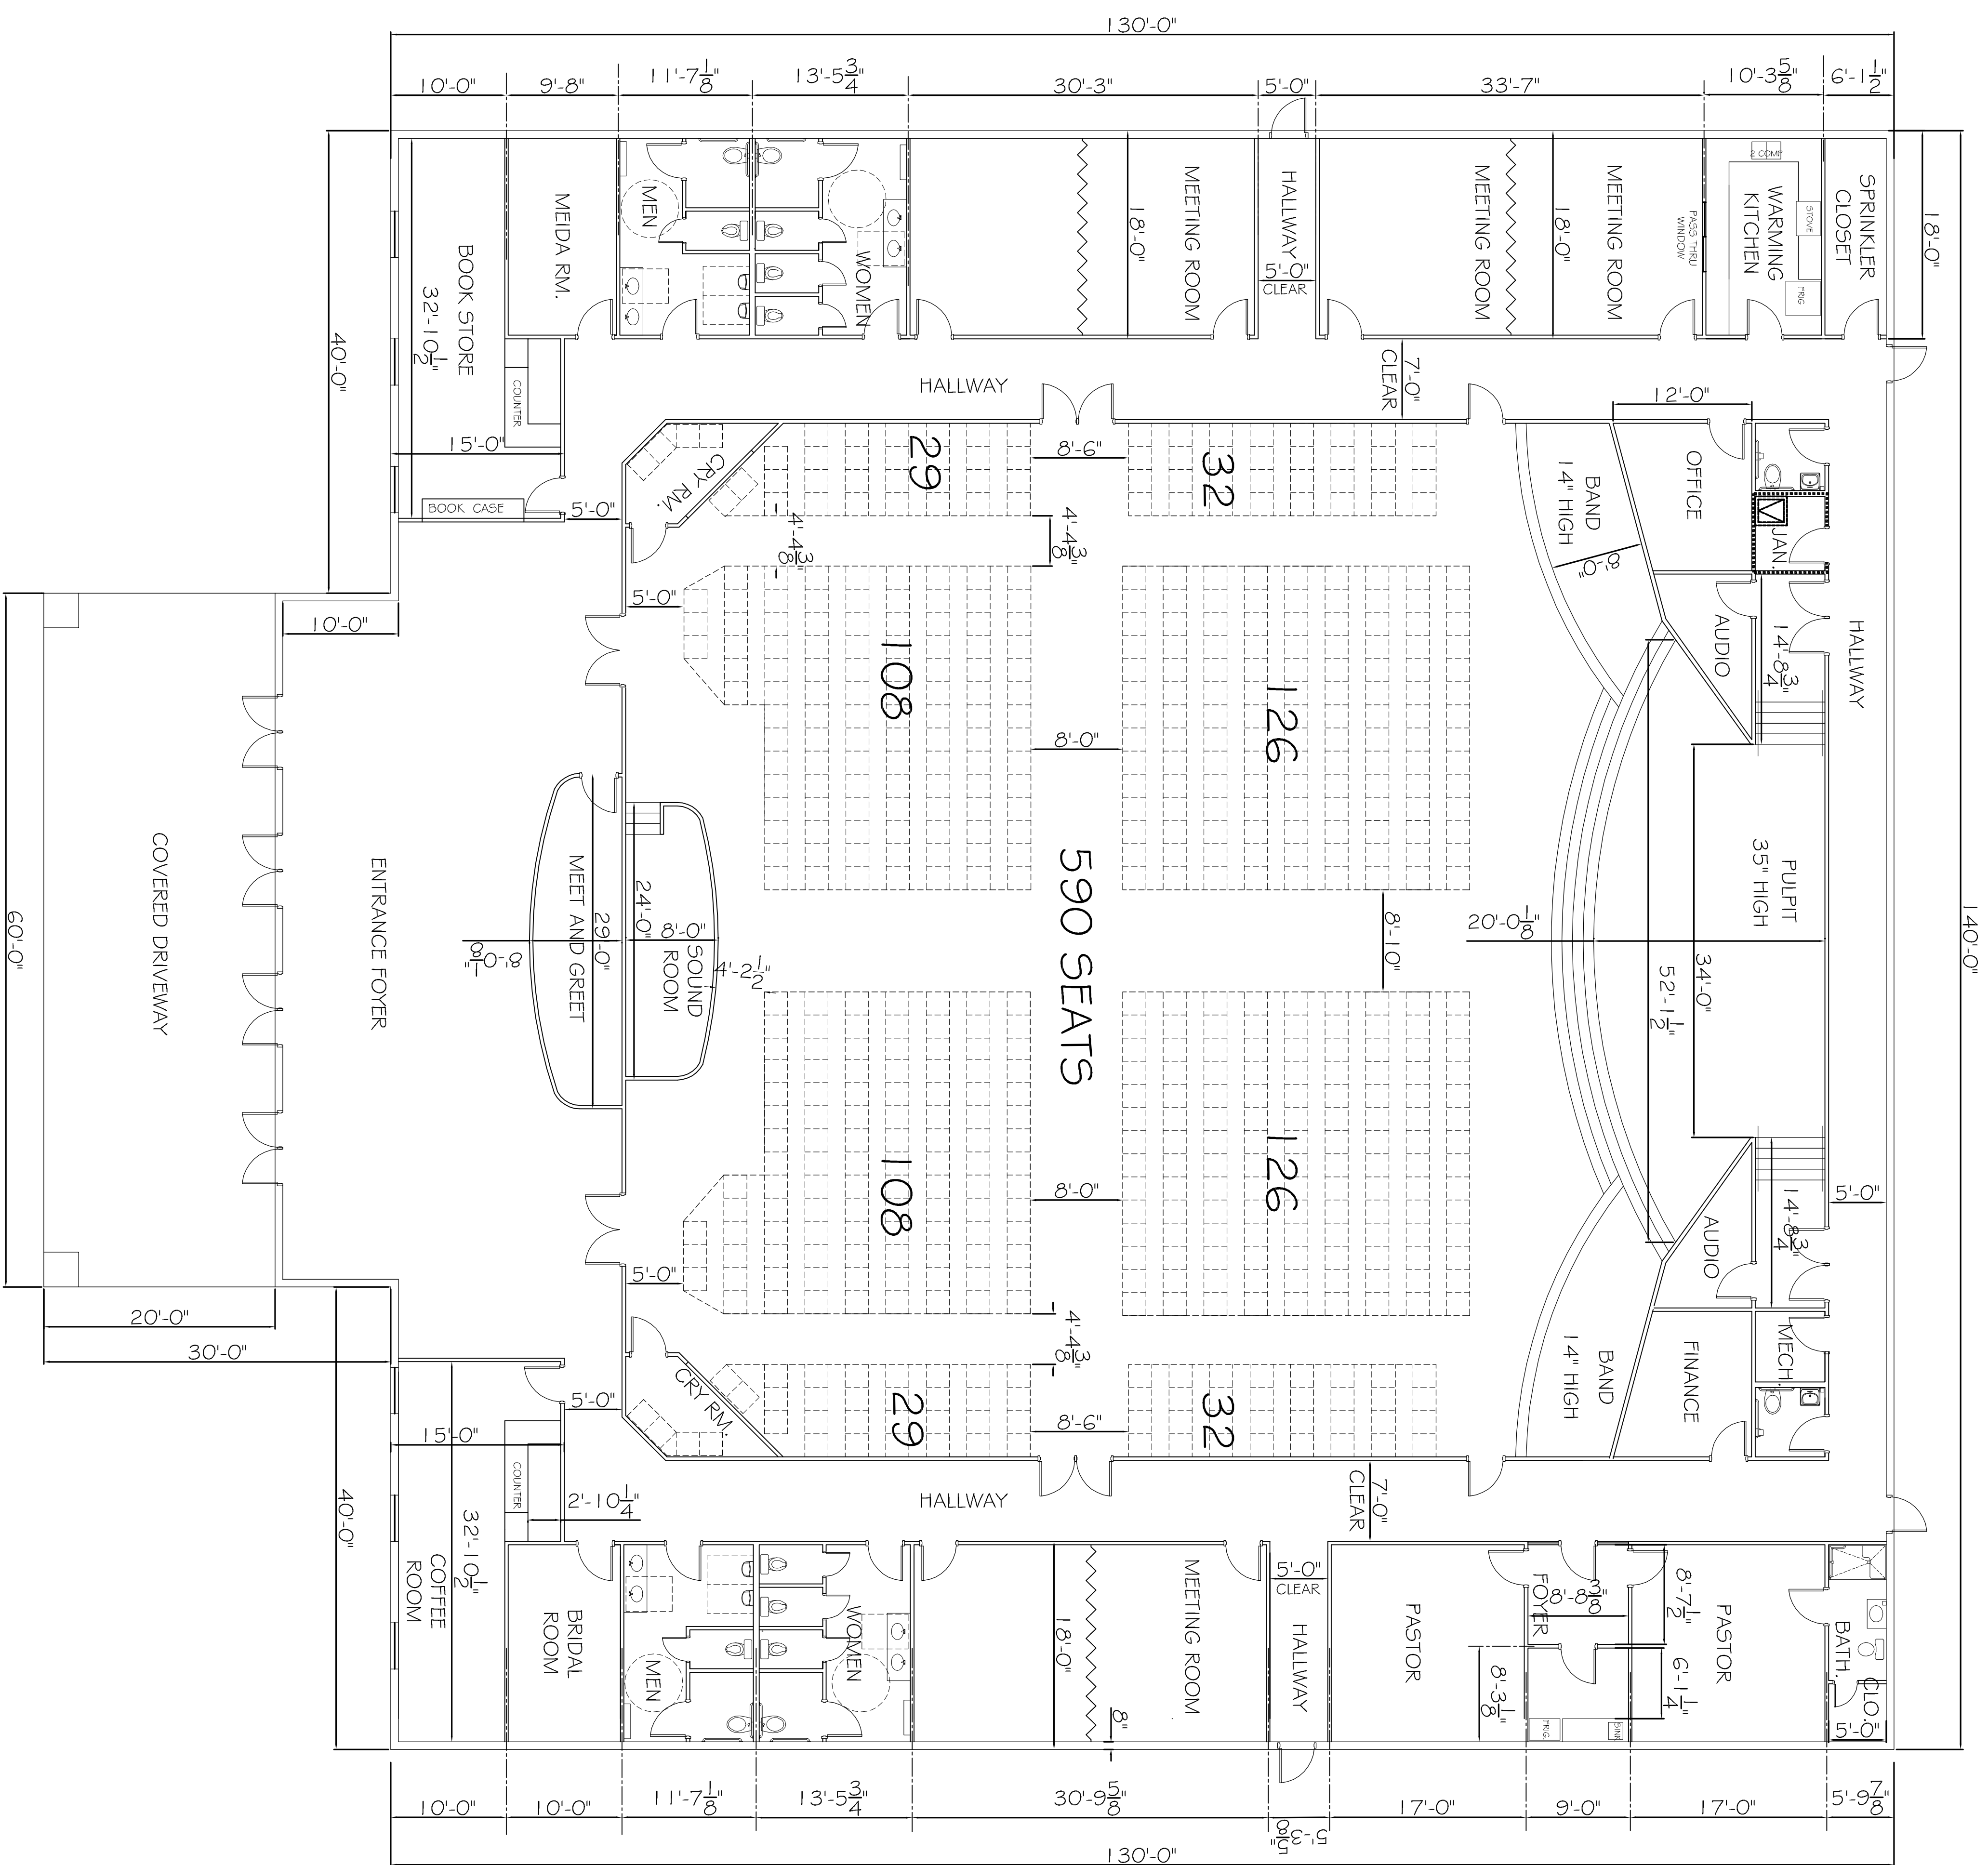 130'-0"
10'-0"
9'-8"
11'-7 1/8"
13'-5 3/4"
30'-3"
5'-0"
33'-7"
10'-3 5/8"
6'-1 1/2"
BOOK STORE
32'-10 1/2"
MEIDA RM.
MEN
WOMEN
MEETING ROOM
18'-0"
HALLWAY
5'-0"
CLEAR
MEETING ROOM
18'-0"
MEETING ROOM
PASS THRU
WINDOW
2 COMP
WARMING
KITCHEN
STOVE
FRIG
SPRINKLER
CLOSET
18'-0"
40'-0"
COUNTER
15'-0"
BOOK CASE
5'-0"
HALLWAY
7'-0"
CLEAR
12'-0"
CRY RM.
29
8'-6"
32
4'-4 3/8"
4'-4 3/8"
BAND
14" HIGH
8'-0"
OFFICE
JAN.
AUDIO
14'-8 3/4"
HALLWAY
10'-0"
5'-0"
108
8'-0"
126
140'-0"
COVERED DRIVEWAY
ENTRANCE FOYER
60'-0"
MEET AND GREET
29'-0"
8'-0 1/8"
24'-0"
8'-0"
SOUND
ROOM
4'-2 1/2"
590 SEATS
8'-10"
20'-0 1/8"
PULPIT
35" HIGH
34'-0"
52'-1 1/2"
108
8'-0"
126
5'-0"
AUDIO
14'-8 3/4"
5'-0"
4'-4 3/8"
20'-0"
30'-0"
CRY RM.
29
8'-6"
32
BAND
14" HIGH
FINANCE
MECH.
5'-0"
15'-0"
COUNTER
2'-10 1/4"
HALLWAY
7'-0"
CLEAR
40'-0"
32'-10 1/2"
COFFEE
ROOM
BRIDAL
ROOM
MEN
WOMEN
18'-0"
MEETING ROOM
8"
5'-0"
CLEAR
HALLWAY
PASTOR
FOYER
8'-8 3/8"
8'-7 1/2"
8'-3 1/8"
6'-1 1/4"
FRIG.
SINK
PASTOR
BATH.
CLO.
5'-0"
10'-0"
10'-0"
11'-7 1/8"
13'-5 3/4"
30'-9 5/8"
5'-3 5/8"
17'-0"
9'-0"
17'-0"
5'-9 7/8"
130'-0"